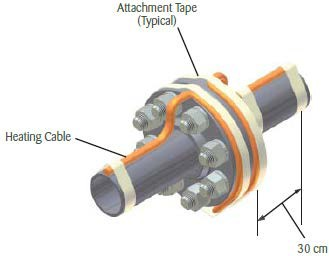 Attachment Tape
(Typical)
Heating Cable
30 cm